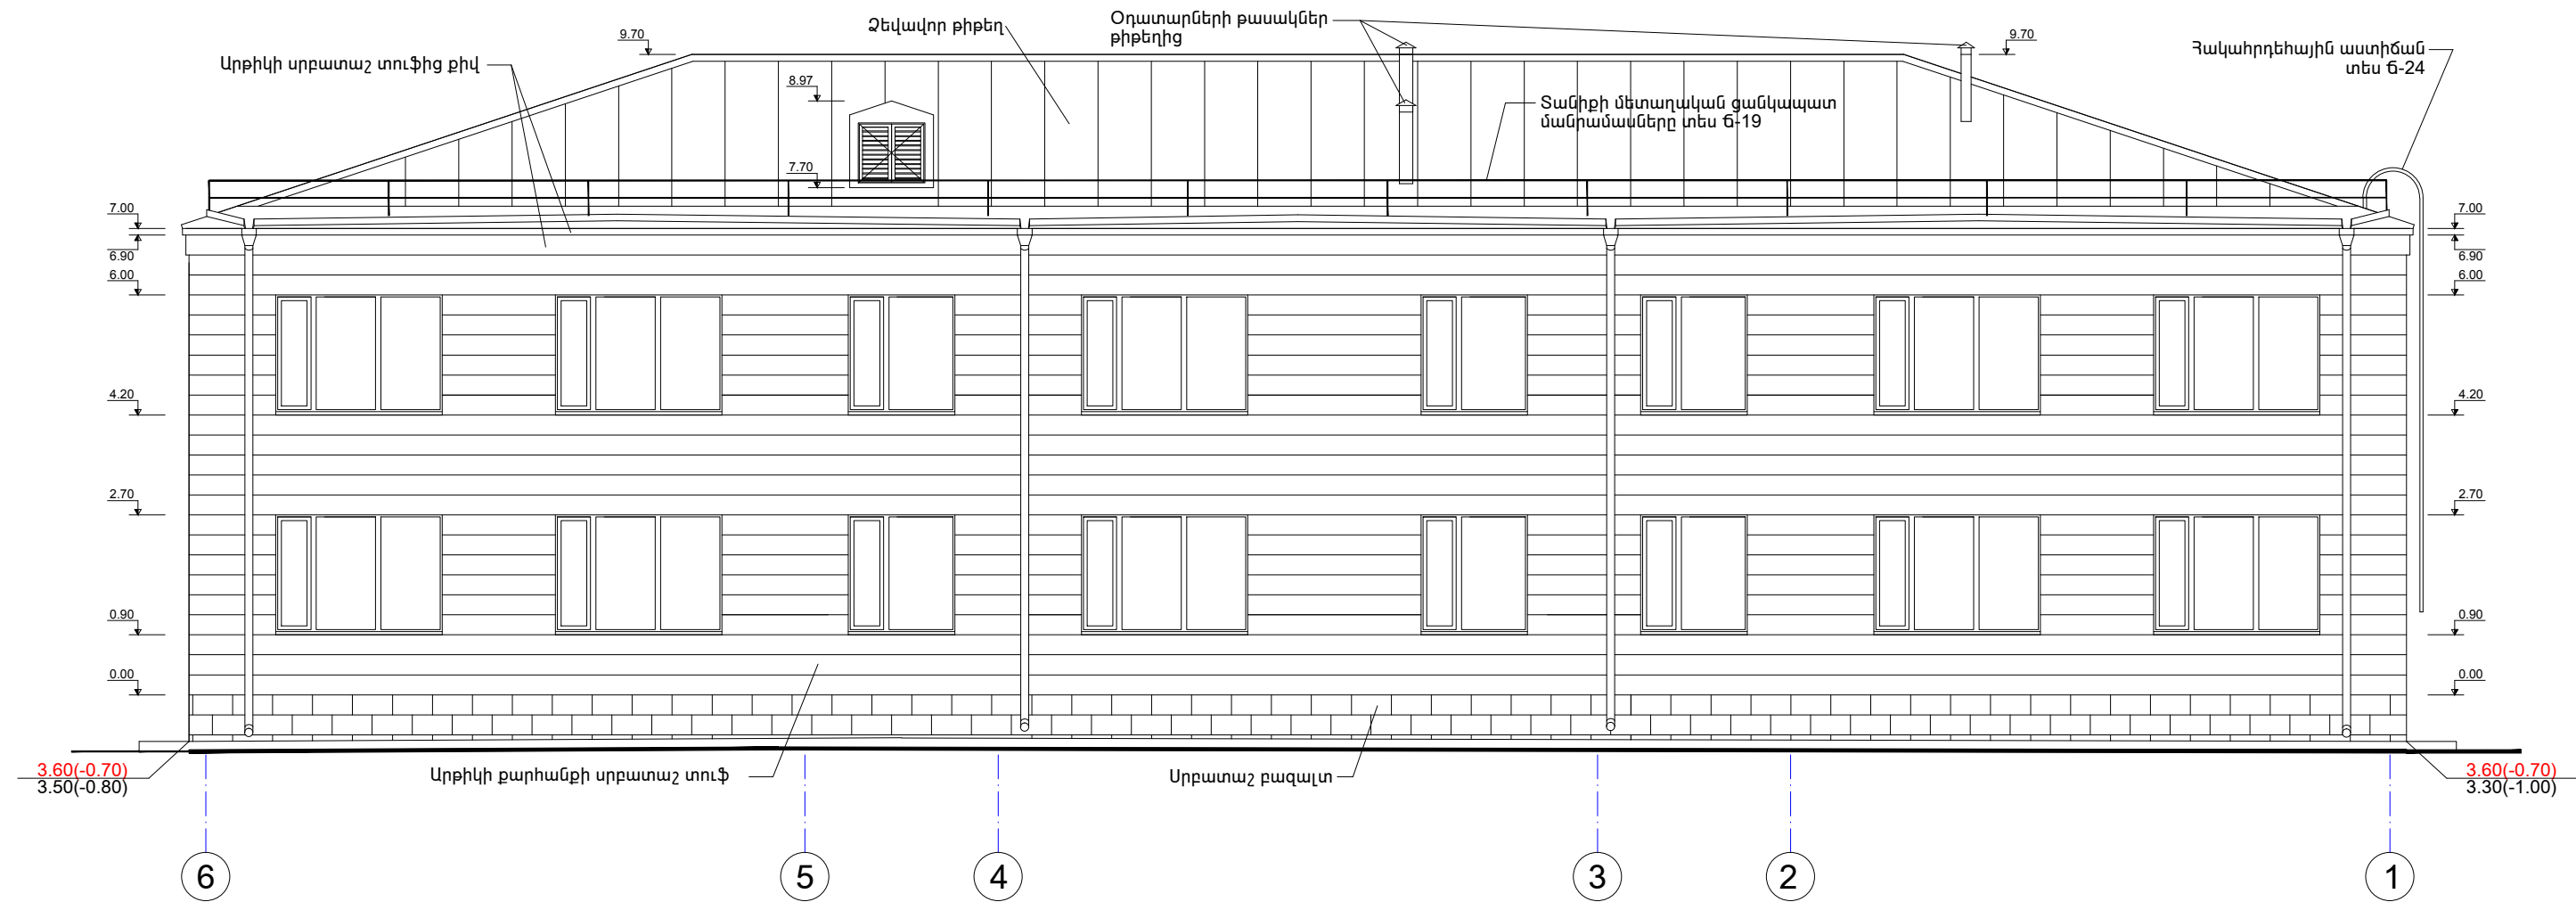 Օդատարների թասակներ
թիթեղից
Ձեվավոր թիթեղ
9.70
9.70
Արթիկի սրբատաշ տուֆից քիվ
Հակահրդեհային աստիճան
տես Ճ-24
8.97
Տանիքի մետաղական ցանկապատ
մանրամասները տես Ճ-19
7.70
7.00
7.00
6.90
6.90
6.00
6.00
4.20
4.20
2.70
2.70
0.90
0.90
0.00
0.00
3.60(-0.70)
3.50(-0.80)
Արթիկի քարհանքի սրբատաշ տուֆ
Սրբատաշ բազալտ
3.60(-0.70)
3.30(-1.00)
6
5
4
3
2
1